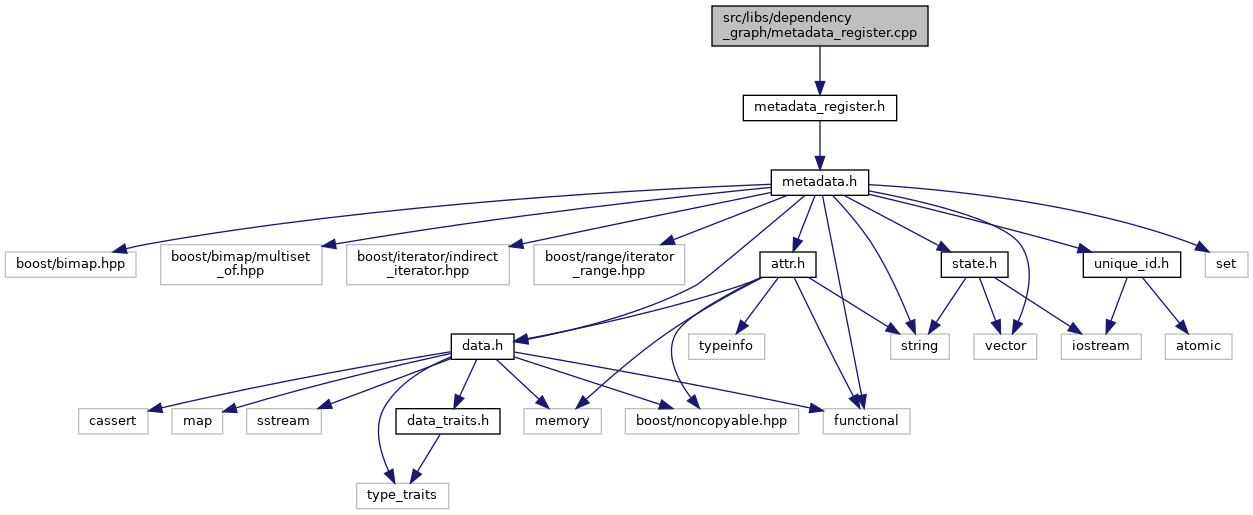 src/libs/dependency
_graph/metadata_register.cpp
metadata_register.h
metadata.h
boost/bimap.hpp
boost/bimap/multiset
_of.hpp
boost/iterator/indirect
_iterator.hpp
boost/range/iterator
_range.hpp
attr.h
state.h
unique_id.h
set
data.h
typeinfo
string
vector
iostream
atomic
cassert
map
sstream
data_traits.h
memory
boost/noncopyable.hpp
functional
type_traits